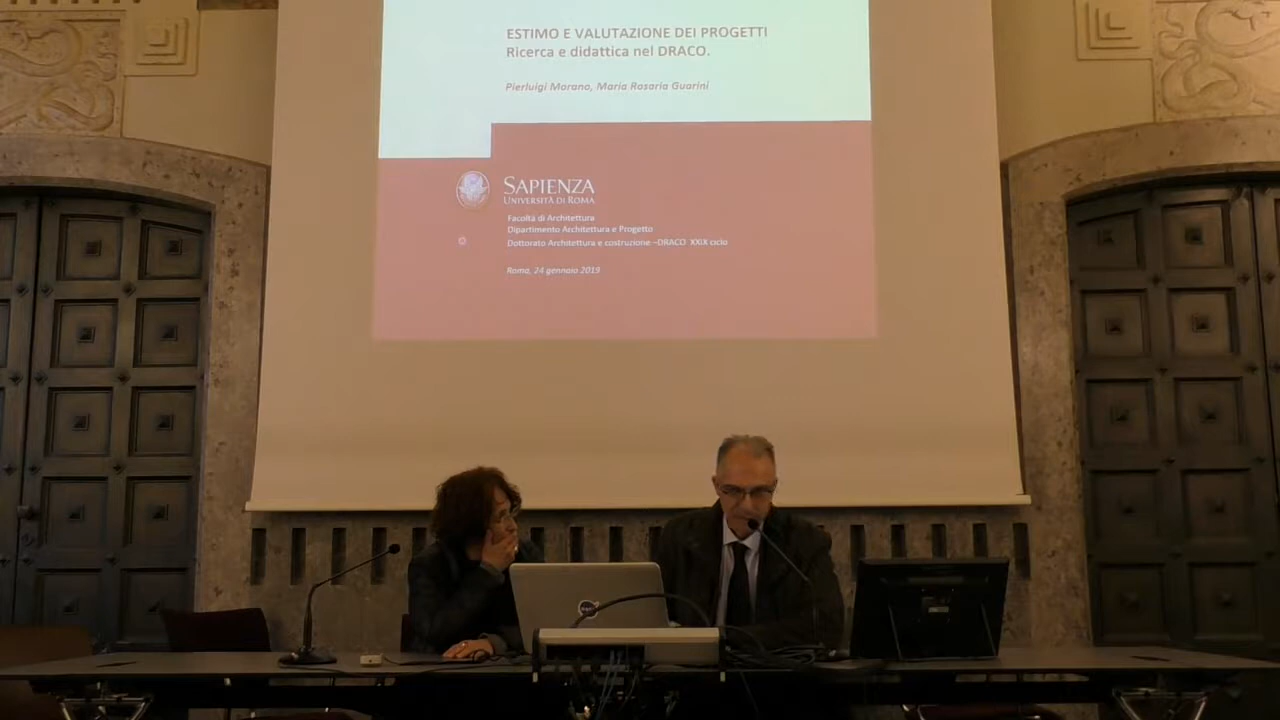 ESTIMO E VALUTAZIONE DEI PROGETTI
Ricerca e didattica nel DRACO.
Pierluigi Morano, Maria Rosaria Guarini
SAPIENZA
UNIVERSITÀ DI ROMA
Facoltà di Architettura
Dipartimento Architettura e Progetto
Dottorato Architettura e costruzione –DRACO XXIX ciclo
Roma, 24 gennaio 2019